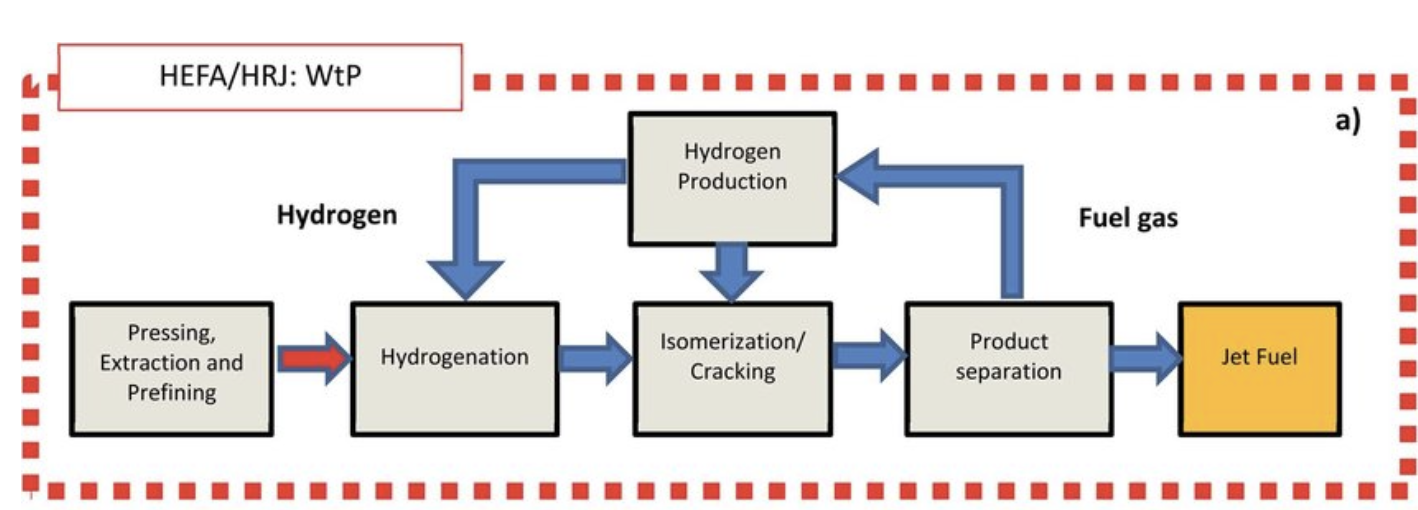 HEFA/HRJ: WtP
a)
Hydrogen
Production
Hydrogen
Fuel gas
Pressing,
Extraction and
Prefining
Hydrogenation
Isomerization/
Cracking
Product
separation
Jet Fuel